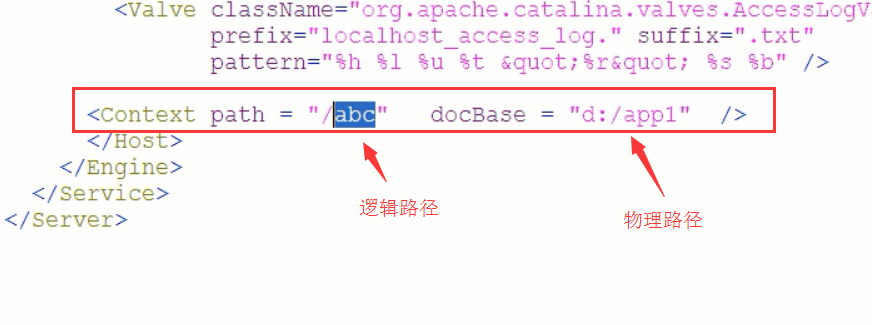 <Valve className="org.apache.catalina.valves.AccessLogV
prefix="localhost_access_log." suffix=".txt"
pattern="%h %l %u %t &quot;%r&quot; %s %b" />
<Context path = "/abc" docBase = "d:/app1" />
</Host>
</Engine>
</Service>
</Server>
逻辑路径
物理路径